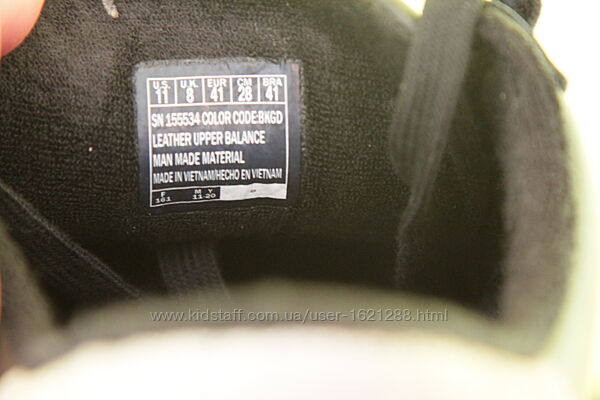 U.S. U.K. EUR CM BRA
11 8 41 28 41
SN 155534 COLOR CODE:BKGD
LEATHER UPPER BALANCE
MAN MADE MATERIAL
MADE IN VIETNAM/HECHO EN VIETNAM
F M Y
161 11-20
www.kidstaff.com.ua/user-1621288.html